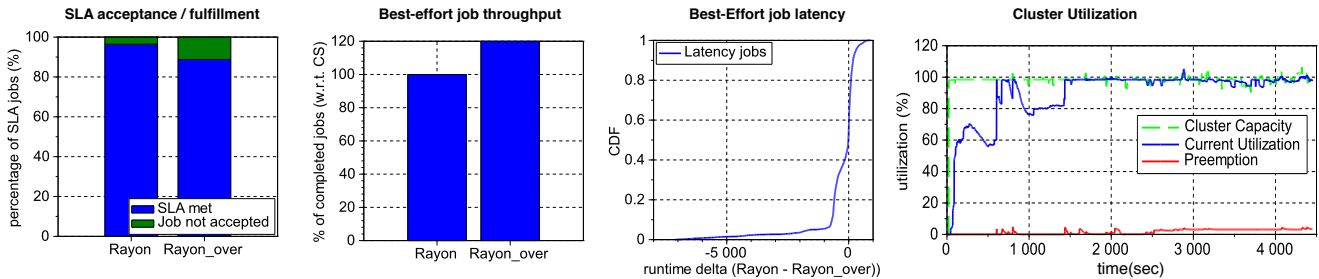 SLA acceptance / fulfillment
percentage of SLA jobs (%)
100
80
60
40
20
0
SLA met
Job not accepted
Rayon
Rayon_over
Best-effort job throughput
% of completed jobs (w.r.t. CS)
120
100
80
60
40
20
0
Rayon
Rayon_over
Best-Effort job latency
CDF
1
0.8
0.6
0.4
0.2
0
Latency jobs
-5 000
0
runtime delta (Rayon - Rayon_over))
Cluster Utilization
utilization (%)
120
100
80
60
40
20
0
Cluster Capacity
Current Utilization
Preemption
0
1 000
2 000
3 000
4 000
time(sec)